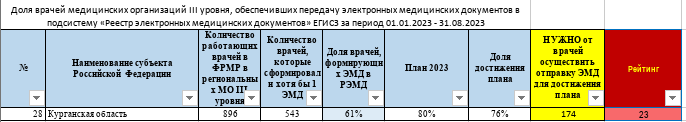 Доля врачей медицинских организаций III уровня, обеспечивших передачу электронных медицинских документов в
подсистему «Реестр электронных медицинских документов» ЕГИСЗ за период 01.01.2023 - 31.08.2023
№
Наименование субъекта
Российской Федерации
Количество
работающих
врачей в
ФРМР в
региональны
х МО III
уровня
Количество
врачей,
которые
сформировал
и хотя бы 1
ЭМД
Доля врачей,
формирующи
х ЭМД в
РЭМД
План 2023
Доля
достижения
плана
НУЖНО от
врачей
осуществить
отправку ЭМД
для достижения
плана
Рейтинг
28 Курганская область 896 543 61% 80% 76% 174 23